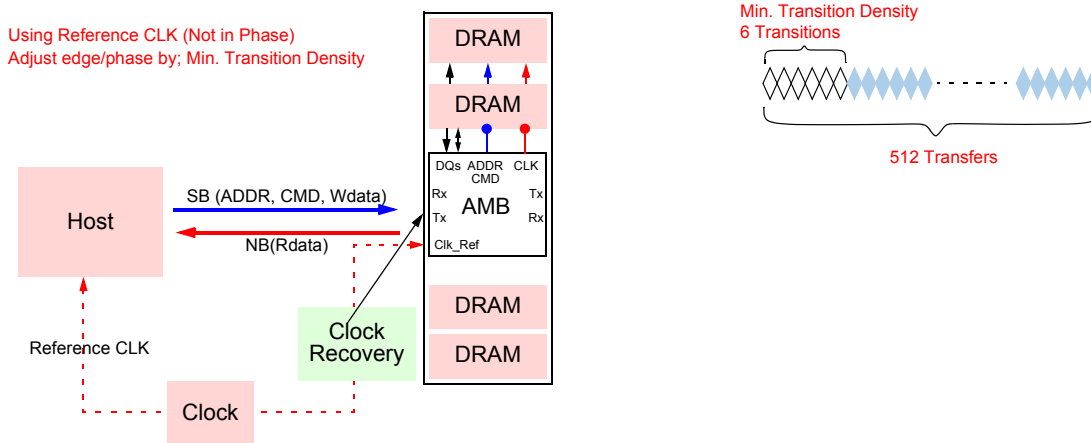 Using Reference CLK (Not in Phase)
Adjust edge/phase by; Min. Transition Density
Min. Transition Density
6 Transitions
512 Transfers
DRAM
DRAM
DQs ADDR CLK
CMD
Rx Tx
AMB
Tx Rx
Clk_Ref
Host
SB (ADDR, CMD, Wdata)
NB(Rdata)
DRAM
DRAM
Clock
Recovery
Reference CLK
Clock